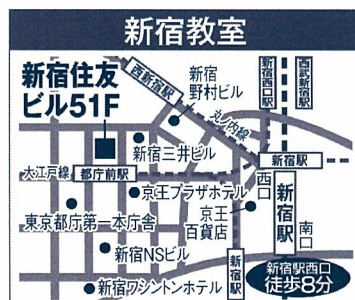 新宿教室
新宿住友
ビル51F
西新宿駅
新宿
野村ビル
丸ノ内線
新宿西口駅
西武新宿駅
新宿三井ビル
新宿駅
大江戸線
都庁前駅
京王プラザホテル
西口
京王
百貨店
新宿駅
南口
東京都庁第一本庁舎
新宿NSビル
新宿駅
新宿ワシントンホテル
新宿駅西口
徒歩8分